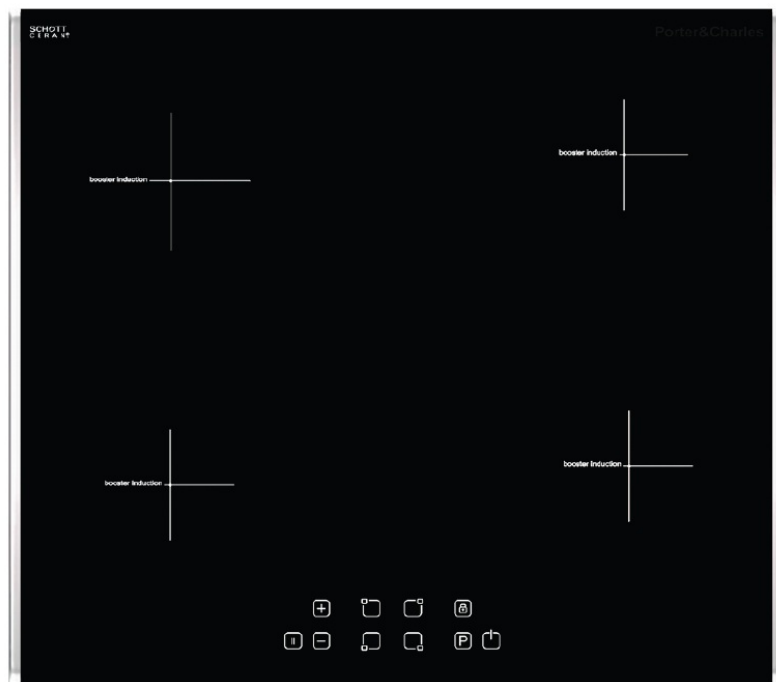 SCHOTT
CERAN®
Porter&Charles
booster induction
booster induction
booster induction
booster induction
P